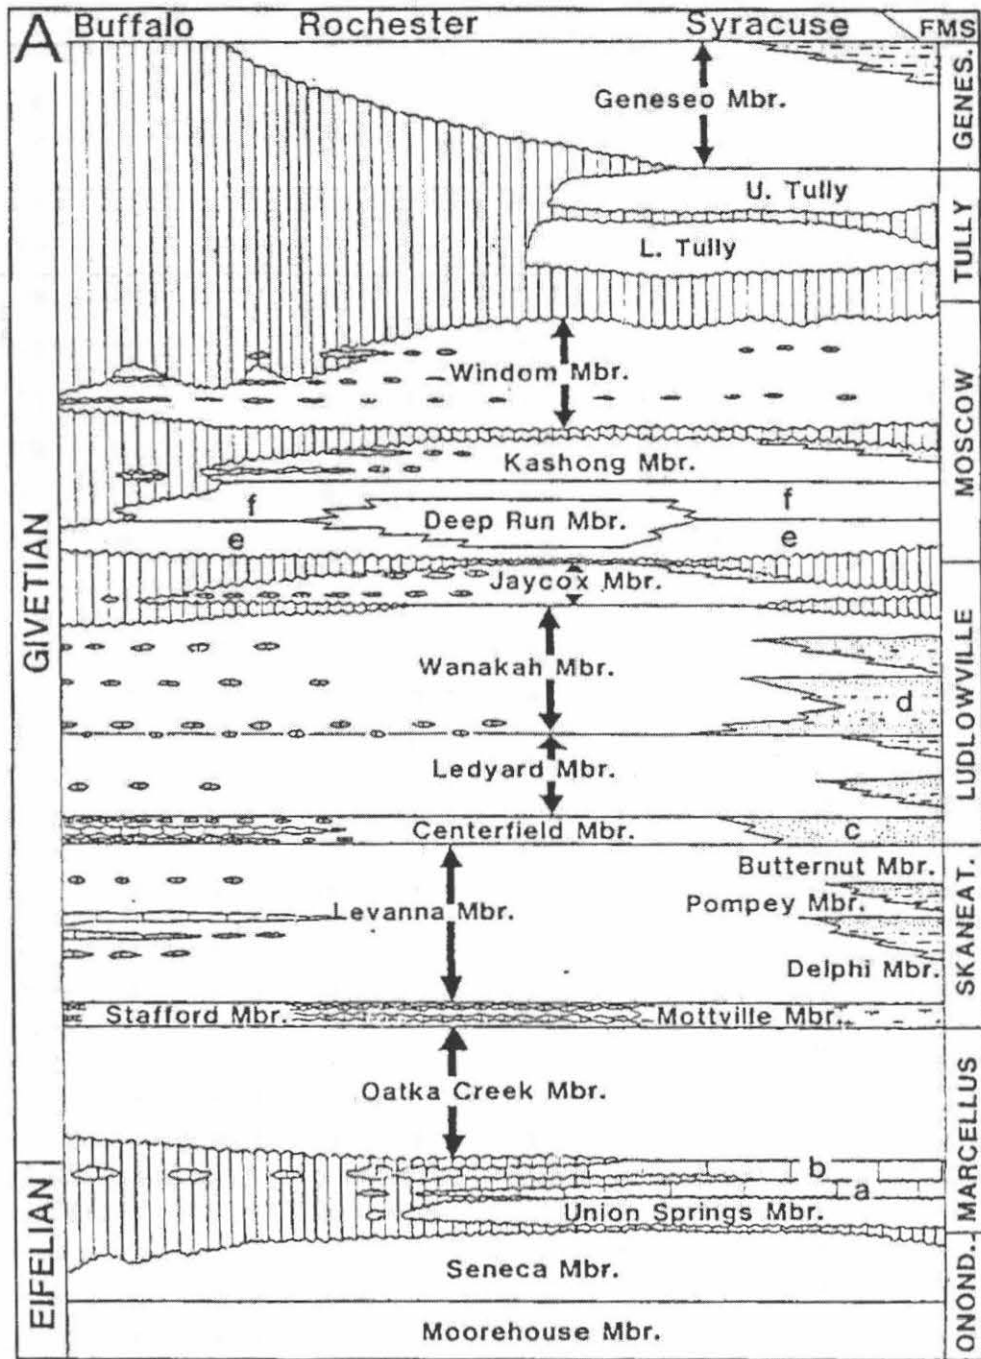 A Buffalo Rochester Syracuse FMS
Geneseo Mbr.
U. Tully
L. Tully
Windom Mbr.
Kashong Mbr.
f Deep Run Mbr. f
e e
Jaycox Mbr.
Wanakah Mbr.
d
Ledyard Mbr.
Centerfield Mbr. c
Butternut Mbr.
Levanna Mbr. Pompey Mbr.
Delphi Mbr.
Stafford Mbr. Mottville Mbr.
Oatka Creek Mbr.
b
a
Union Springs Mbr.
Seneca Mbr.
Moorehouse Mbr.
GIVETIAN
EIFELIAN
GENES.
TULLY
MOSCOW
LUDLOWVILLE
SKANEAT.
MARCELLUS
ONOND.